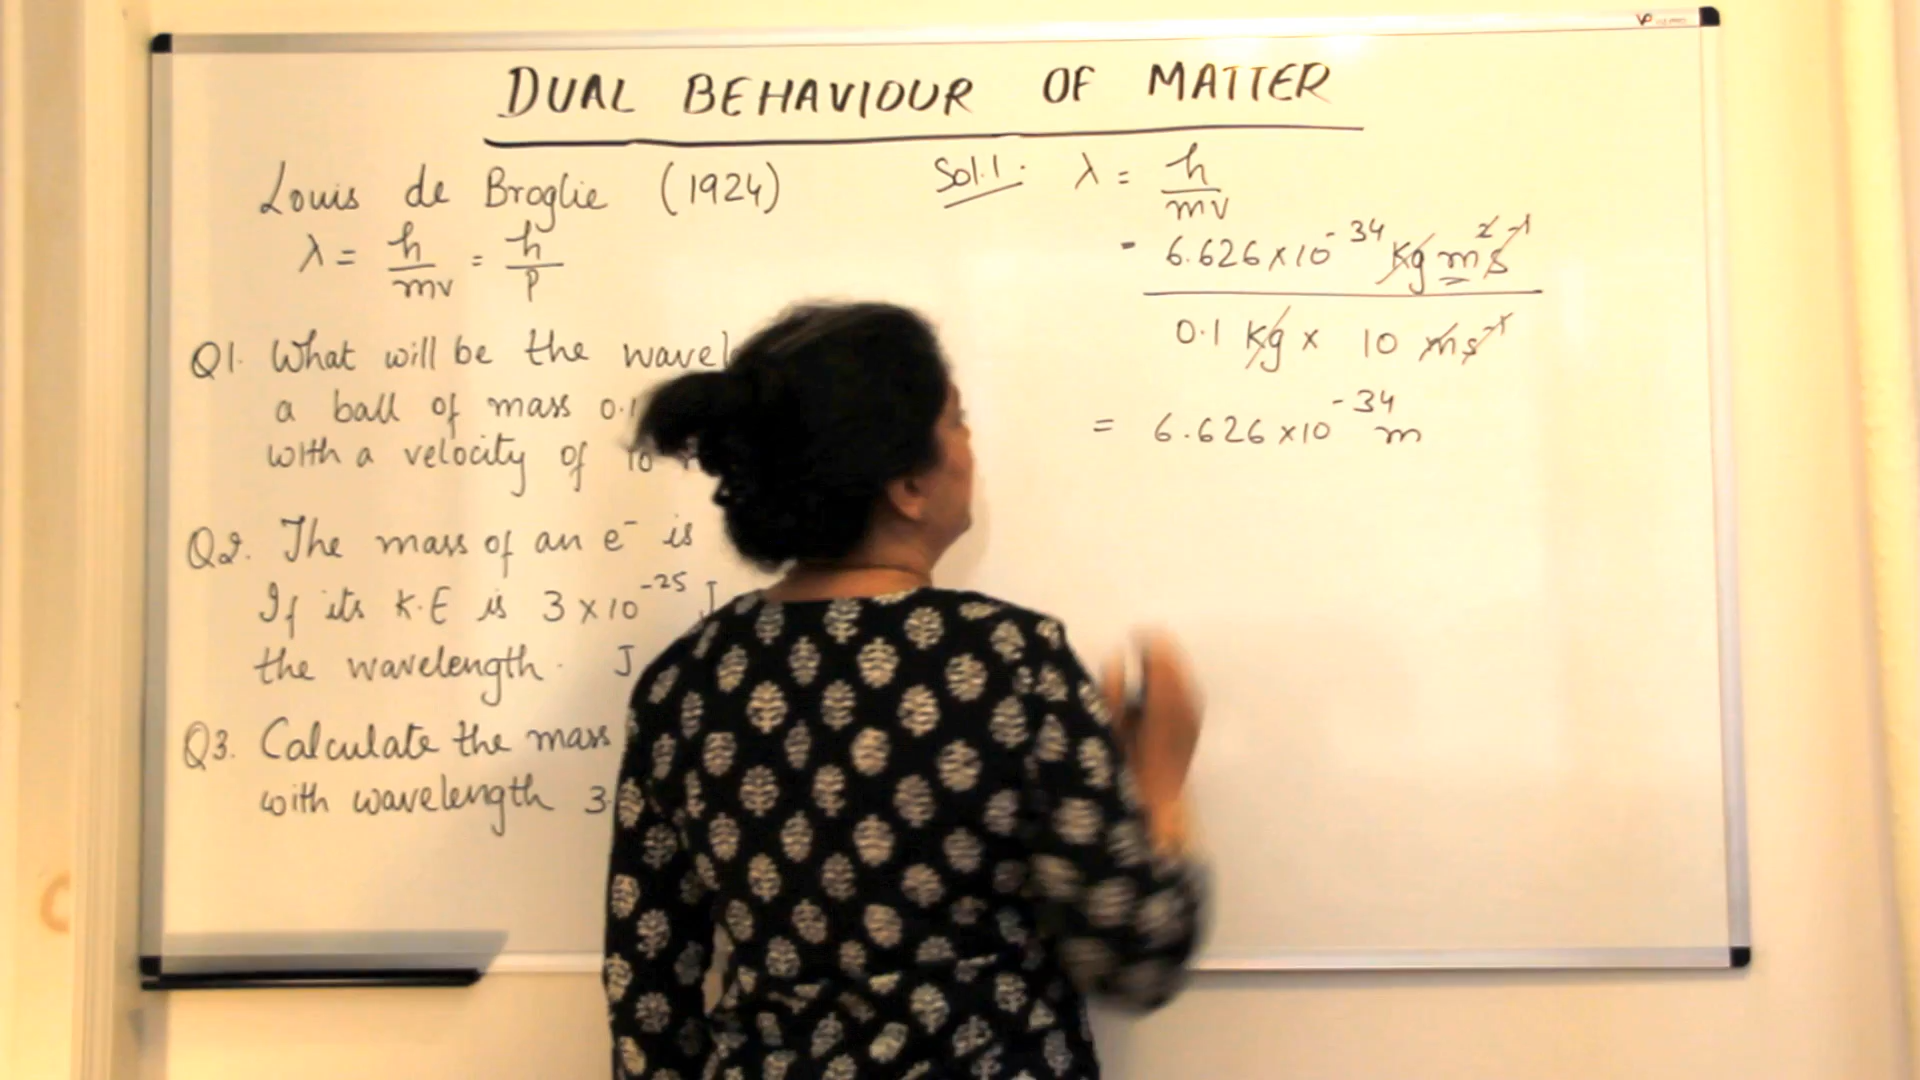 DUAL BEHAVIOUR OF MATTER
Louis de Broglie (1924)
λ = h/mv = h/p
Q1. What will be the
a ball of mass 0.1
with a velocity of 10
Q2. The mass of an e⁻ is
If its K.E is 3 x 10⁻²⁵ J
the wavelength. J
Q3. Calculate the mass
with wavelength 3.
Sol.1. λ = h/mv
= 6.626 x 10⁻³⁴ Kg m² s⁻¹ / 0.1 Kg x 10 ms⁻¹
= 6.626 x 10⁻³⁴ m